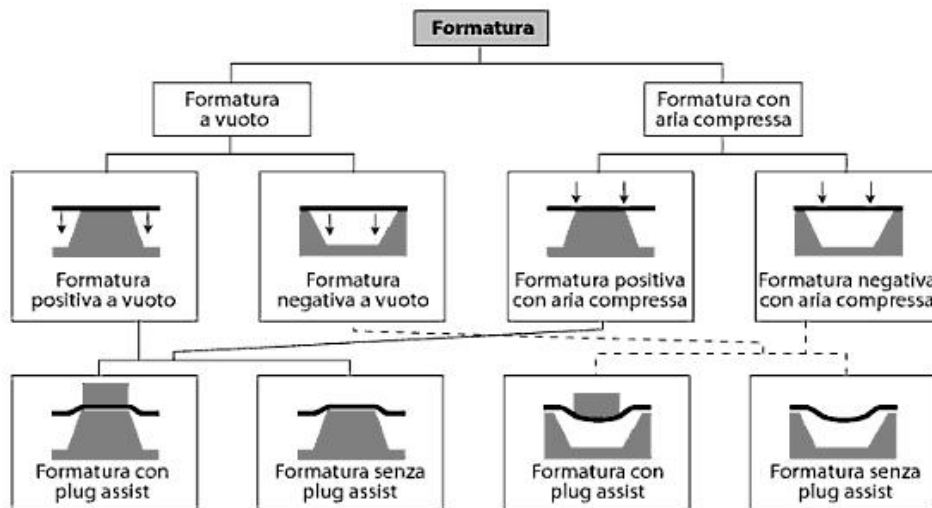 Formatura
Formatura
a vuoto
Formatura con
aria compressa
Formatura
positiva a vuoto
Formatura
negativa a vuoto
Formatura positiva
con aria compressa
Formatura negativa
con aria compressa
Formatura con
plug assist
Formatura senza
plug assist
Formatura con
plug assist
Formatura senza
plug assist